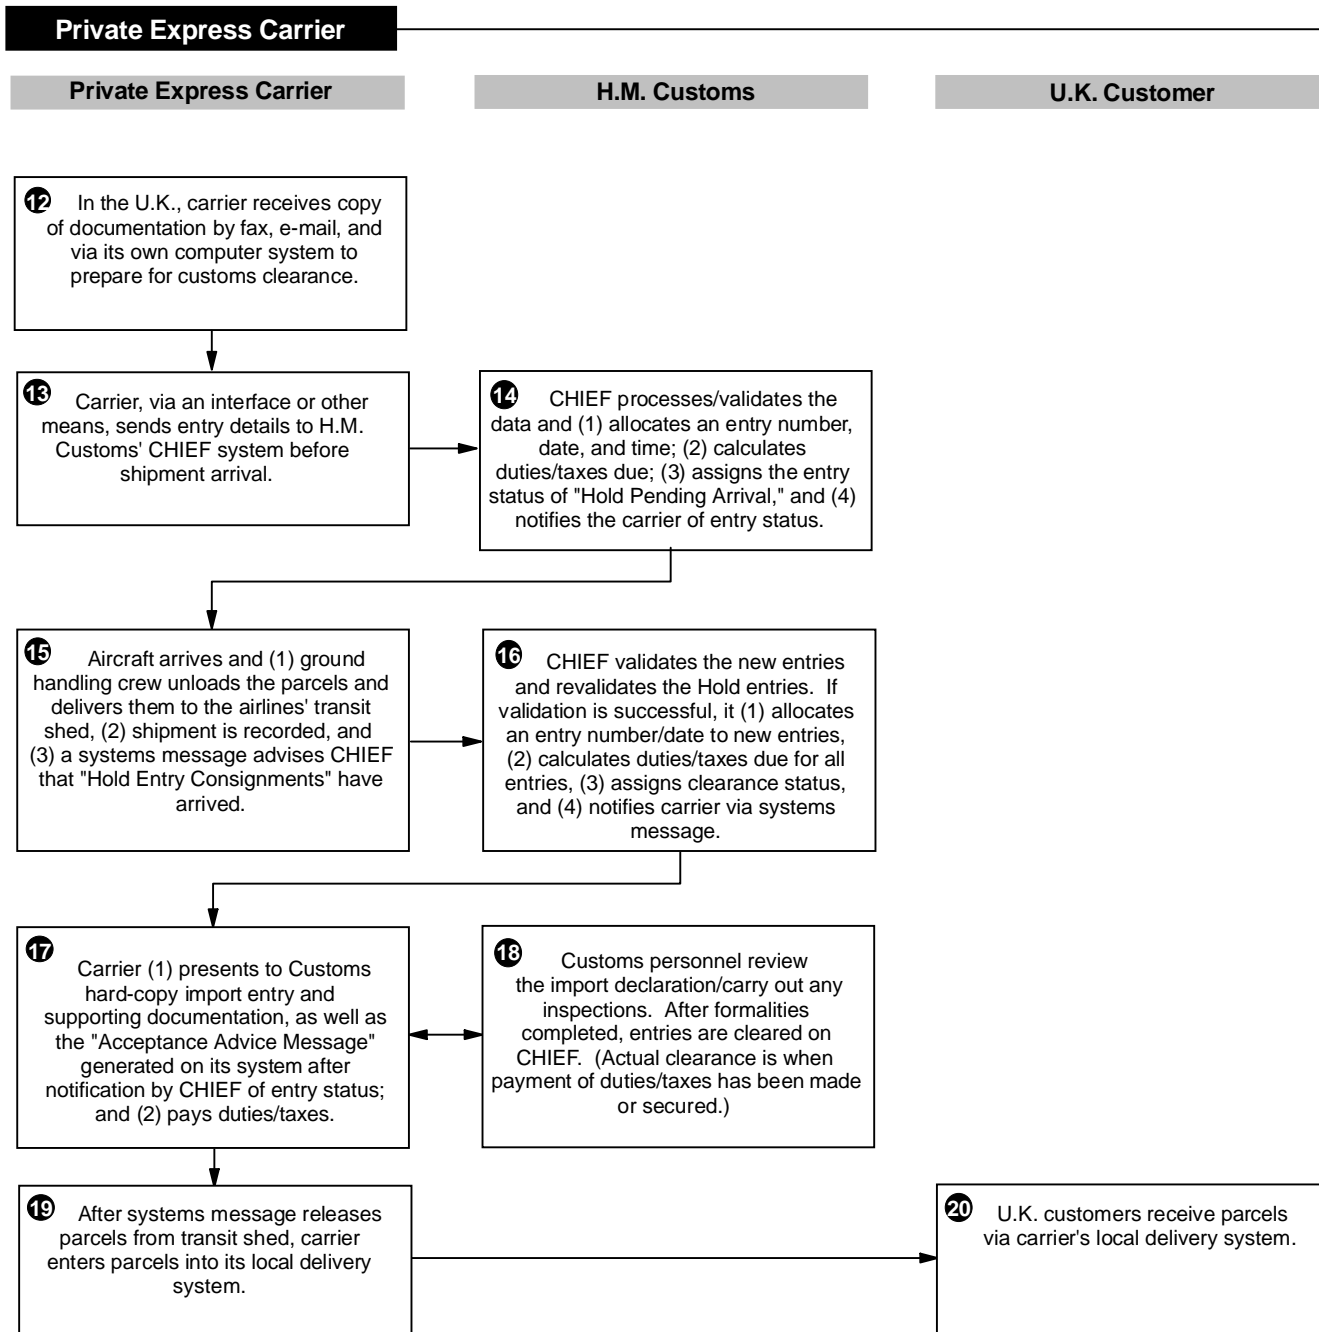 Private Express Carrier
Private Express Carrier
H.M. Customs
U.K. Customer
12 In the U.K., carrier receives copy
of documentation by fax, e-mail, and
via its own computer system to
prepare for customs clearance.
13 Carrier, via an interface or other
means, sends entry details to H.M.
Customs' CHIEF system before
shipment arrival.
14 CHIEF processes/validates the
data and (1) allocates an entry number,
date, and time; (2) calculates
duties/taxes due; (3) assigns the entry
status of "Hold Pending Arrival," and (4)
notifies the carrier of entry status.
15 Aircraft arrives and (1) ground
handling crew unloads the parcels and
delivers them to the airlines' transit
shed, (2) shipment is recorded, and
(3) a systems message advises CHIEF
that "Hold Entry Consignments" have
arrived.
16 CHIEF validates the new entries
and revalidates the Hold entries. If
validation is successful, it (1) allocates
an entry number/date to new entries,
(2) calculates duties/taxes due for all
entries, (3) assigns clearance status,
and (4) notifies carrier via systems
message.
17 Carrier (1) presents to Customs
hard-copy import entry and
supporting documentation, as well as
the "Acceptance Advice Message"
generated on its system after
notification by CHIEF of entry status;
and (2) pays duties/taxes.
18 Customs personnel review
the import declaration/carry out any
inspections. After formalities
completed, entries are cleared on
CHIEF. (Actual clearance is when
payment of duties/taxes has been made
or secured.)
19 After systems message releases
parcels from transit shed, carrier
enters parcels into its local delivery
system.
20 U.K. customers receive parcels
via carrier's local delivery system.